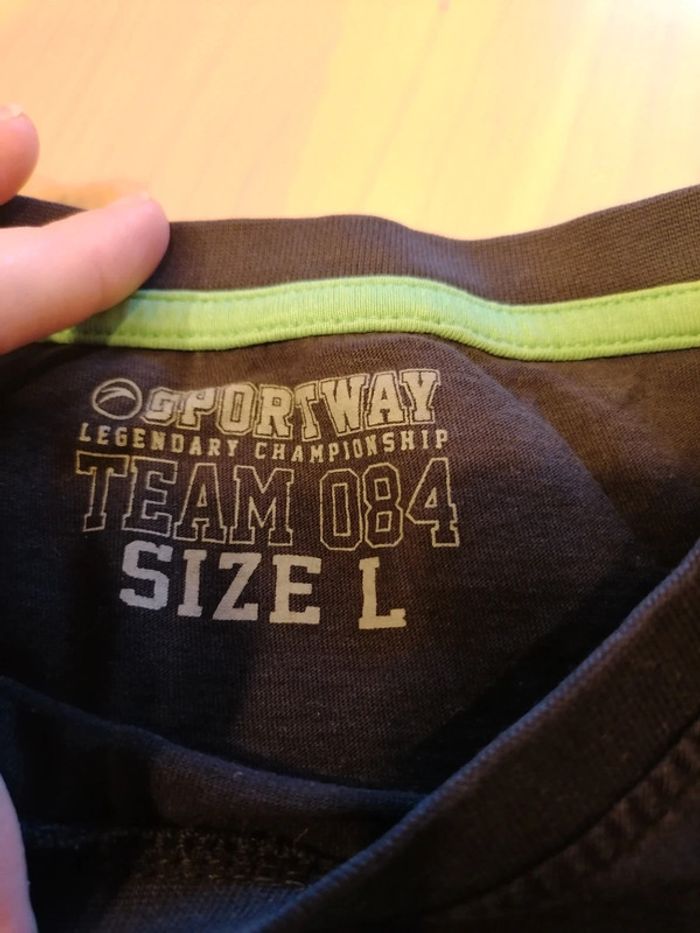 SPORTWAY
LEGENDARY CHAMPIONSHIP
TEAM 084
SIZE L